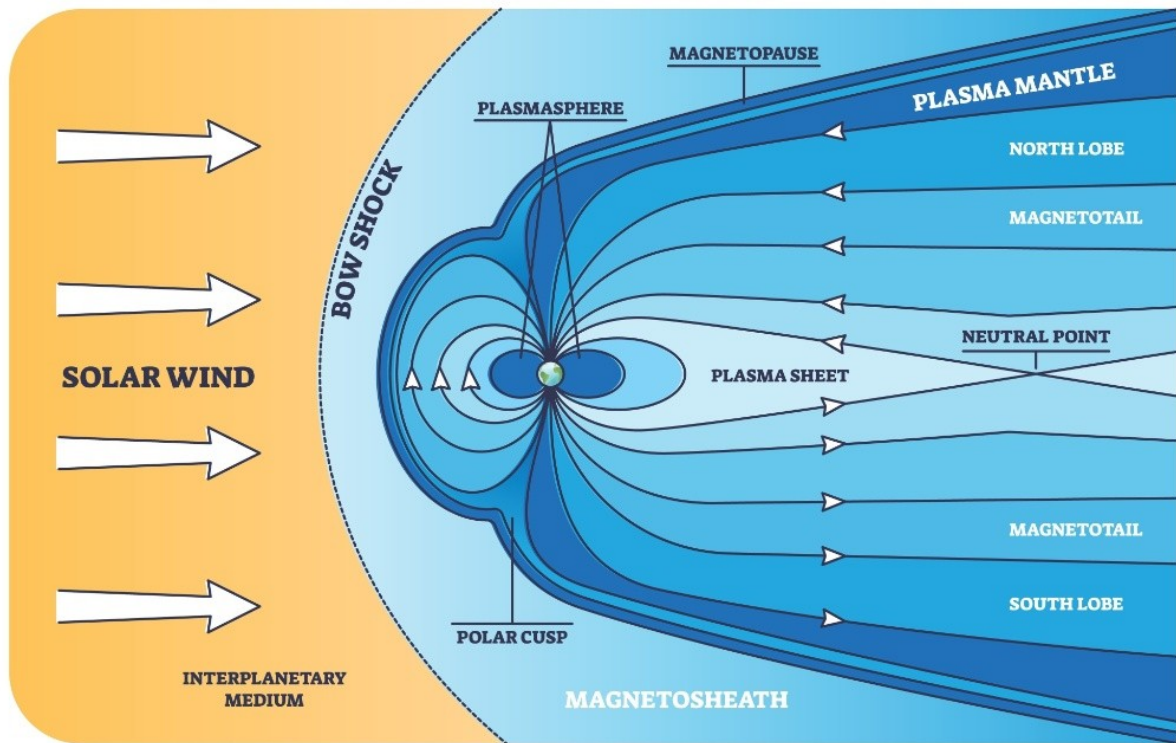 MAGNETOPAUSE
PLASMA MANTLE
PLASMASPHERE
NORTH LOBE
BOW SHOCK
MAGNETOTAIL
NEUTRAL POINT
SOLAR WIND
PLASMA SHEET
MAGNETOTAIL
SOUTH LOBE
POLAR CUSP
INTERPLANETARY
MEDIUM
MAGNETOSHEATH